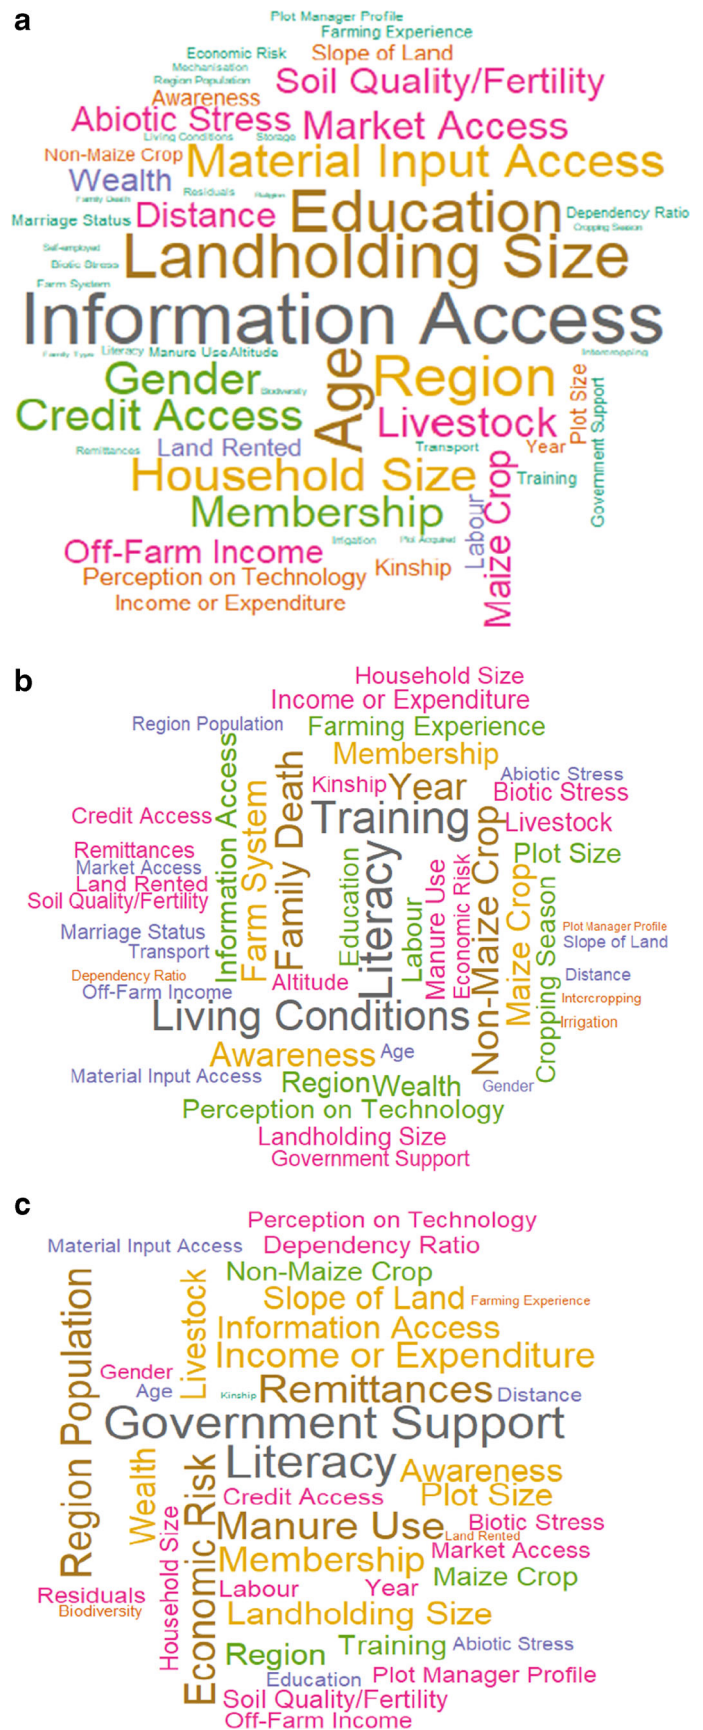 a
Plot Manager Profile
Farming Experience
Economic Risk
Slope of Land
Mechanisation
Region Population
Soil Quality/Fertility
Awareness
Abiotic Stress
Market Access
Living Conditions
Storage
Non-Maize Crop
Material Input Access
Wealth
Residuals
Religion
Family Death
Marriage Status
Distance
Education
Dependency Ratio
Cropping Season
Self-employed
Landholding Size
Biotic Stress
Farm System
Information Access
Family Type
Literacy
Manure Use
Altitude
Intercropping
Gender
Biodiversity
Age
Region
Plot Size
Government Support
Credit Access
Livestock
Remittances
Land Rented
Transport
Year
Household Size
Maize Crop
Training
Membership
Labour
Irrigation
Plot Acquired
Off-Farm Income
Kinship
Perception on Technology
Income or Expenditure
b
Household Size
Income or Expenditure
Region Population
Farming Experience
Information Access
Membership
Family Death
Kinship
Year
Abiotic Stress
Farm System
Biotic Stress
Credit Access
Training
Non-Maize Crop
Livestock
Remittances
Education
Literacy
Plot Size
Market Access
Manure Use
Economic Risk
Maize Crop
Land Rented
Cropping Season
Soil Quality/Fertility
Labour
Marriage Status
Plot Manager Profile
Slope of Land
Transport
Dependency Ratio
Altitude
Distance
Off-Farm Income
Intercropping
Living Conditions
Irrigation
Awareness
Age
Material Input Access
Region
Wealth
Gender
Perception on Technology
Landholding Size
Government Support
c
Perception on Technology
Material Input Access
Dependency Ratio
Region Population
Livestock
Non-Maize Crop
Slope of Land
Farming Experience
Information Access
Income or Expenditure
Gender
Age
Kinship
Remittances
Distance
Government Support
Wealth
Economic Risk
Literacy
Awareness
Credit Access
Plot Size
Household Size
Manure Use
Biotic Stress
Land Rented
Membership
Market Access
Residuals
Labour
Year
Maize Crop
Biodiversity
Landholding Size
Region
Training
Abiotic Stress
Education
Plot Manager Profile
Soil Quality/Fertility
Off-Farm Income